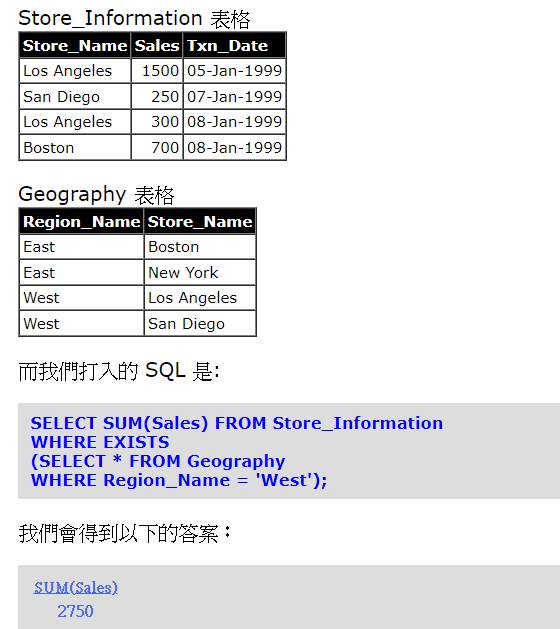 Store_Information 表格
Store_Name Sales Txn_Date
Los Angeles 1500 05-Jan-1999
San Diego 250 07-Jan-1999
Los Angeles 300 08-Jan-1999
Boston 700 08-Jan-1999
Geography 表格
Region_Name Store_Name
East Boston
East New York
West Los Angeles
West San Diego
而我們打入的 SQL 是:
SELECT SUM(Sales) FROM Store_Information
WHERE EXISTS
(SELECT * FROM Geography
WHERE Region_Name = 'West');
我們會得到以下的答案：
SUM(Sales)
2750